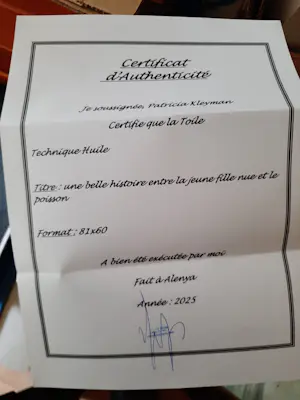 Certificat
d'Authenticité
Je soussignée, Patricia Kleyman
Certifie que la Toile
Technique Huile
Titre : une belle histoire entre la jeune fille nue et le
poisson
Format : 81x60
A bien été exécutée par moi
Fait à Alenya
Année : 2025